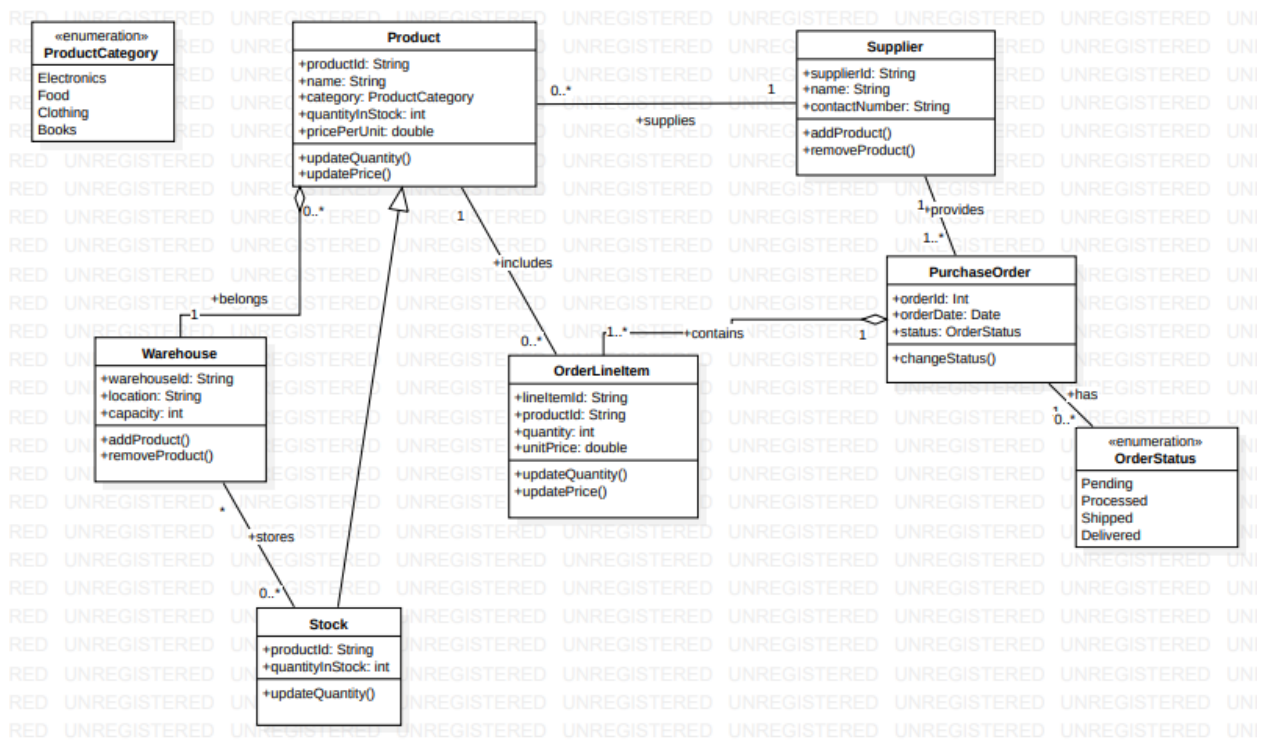 «enumeration»
ProductCategory
Electronics
Food
Clothing
Books
Product
+productId: String
+name: String
+category: ProductCategory
+quantityInStock: int
+pricePerUnit: double
+updateQuantity()
+updatePrice()
Supplier
+supplierId: String
+name: String
+contactNumber: String
+addProduct()
+removeProduct()
0..*
1
+supplies
0..*
1
+belongs
1
+includes
0..*
1
+provides
1..*
PurchaseOrder
+orderId: Int
+orderDate: Date
+status: OrderStatus
+changeStatus()
1..*
+contains
1
Warehouse
+warehouseId: String
+location: String
+capacity: int
+addProduct()
+removeProduct()
OrderLineItem
+lineItemId: String
+productId: String
+quantity: int
+unitPrice: double
+updateQuantity()
+updatePrice()
+has
1
0..*
«enumeration»
OrderStatus
Pending
Processed
Shipped
Delivered
*
+stores
0..*
Stock
+productId: String
+quantityInStock: int
+updateQuantity()
UNREGISTERED